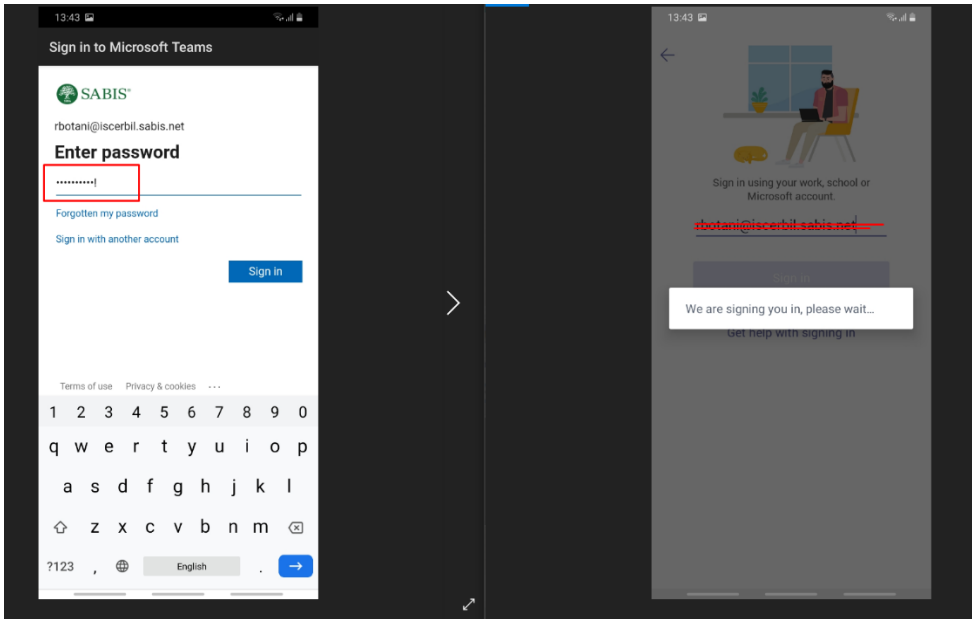 13:43
Sign in to Microsoft Teams
SABIS®
rbotani@iscerbil.sabis.net
Enter password
••••••••••!
Forgotten my password
Sign in with another account
Sign in
Terms of use Privacy & cookies ...
1 2 3 4 5 6 7 8 9 0
q w e r t y u i o p
a s d f g h j k l
z x c v b n m
?123 , English .
13:43
Sign in using your work, school or
Microsoft account.
rbotani@iscerbil.sabis.net
Sign in
We are signing you in, please wait...
Get help with signing in